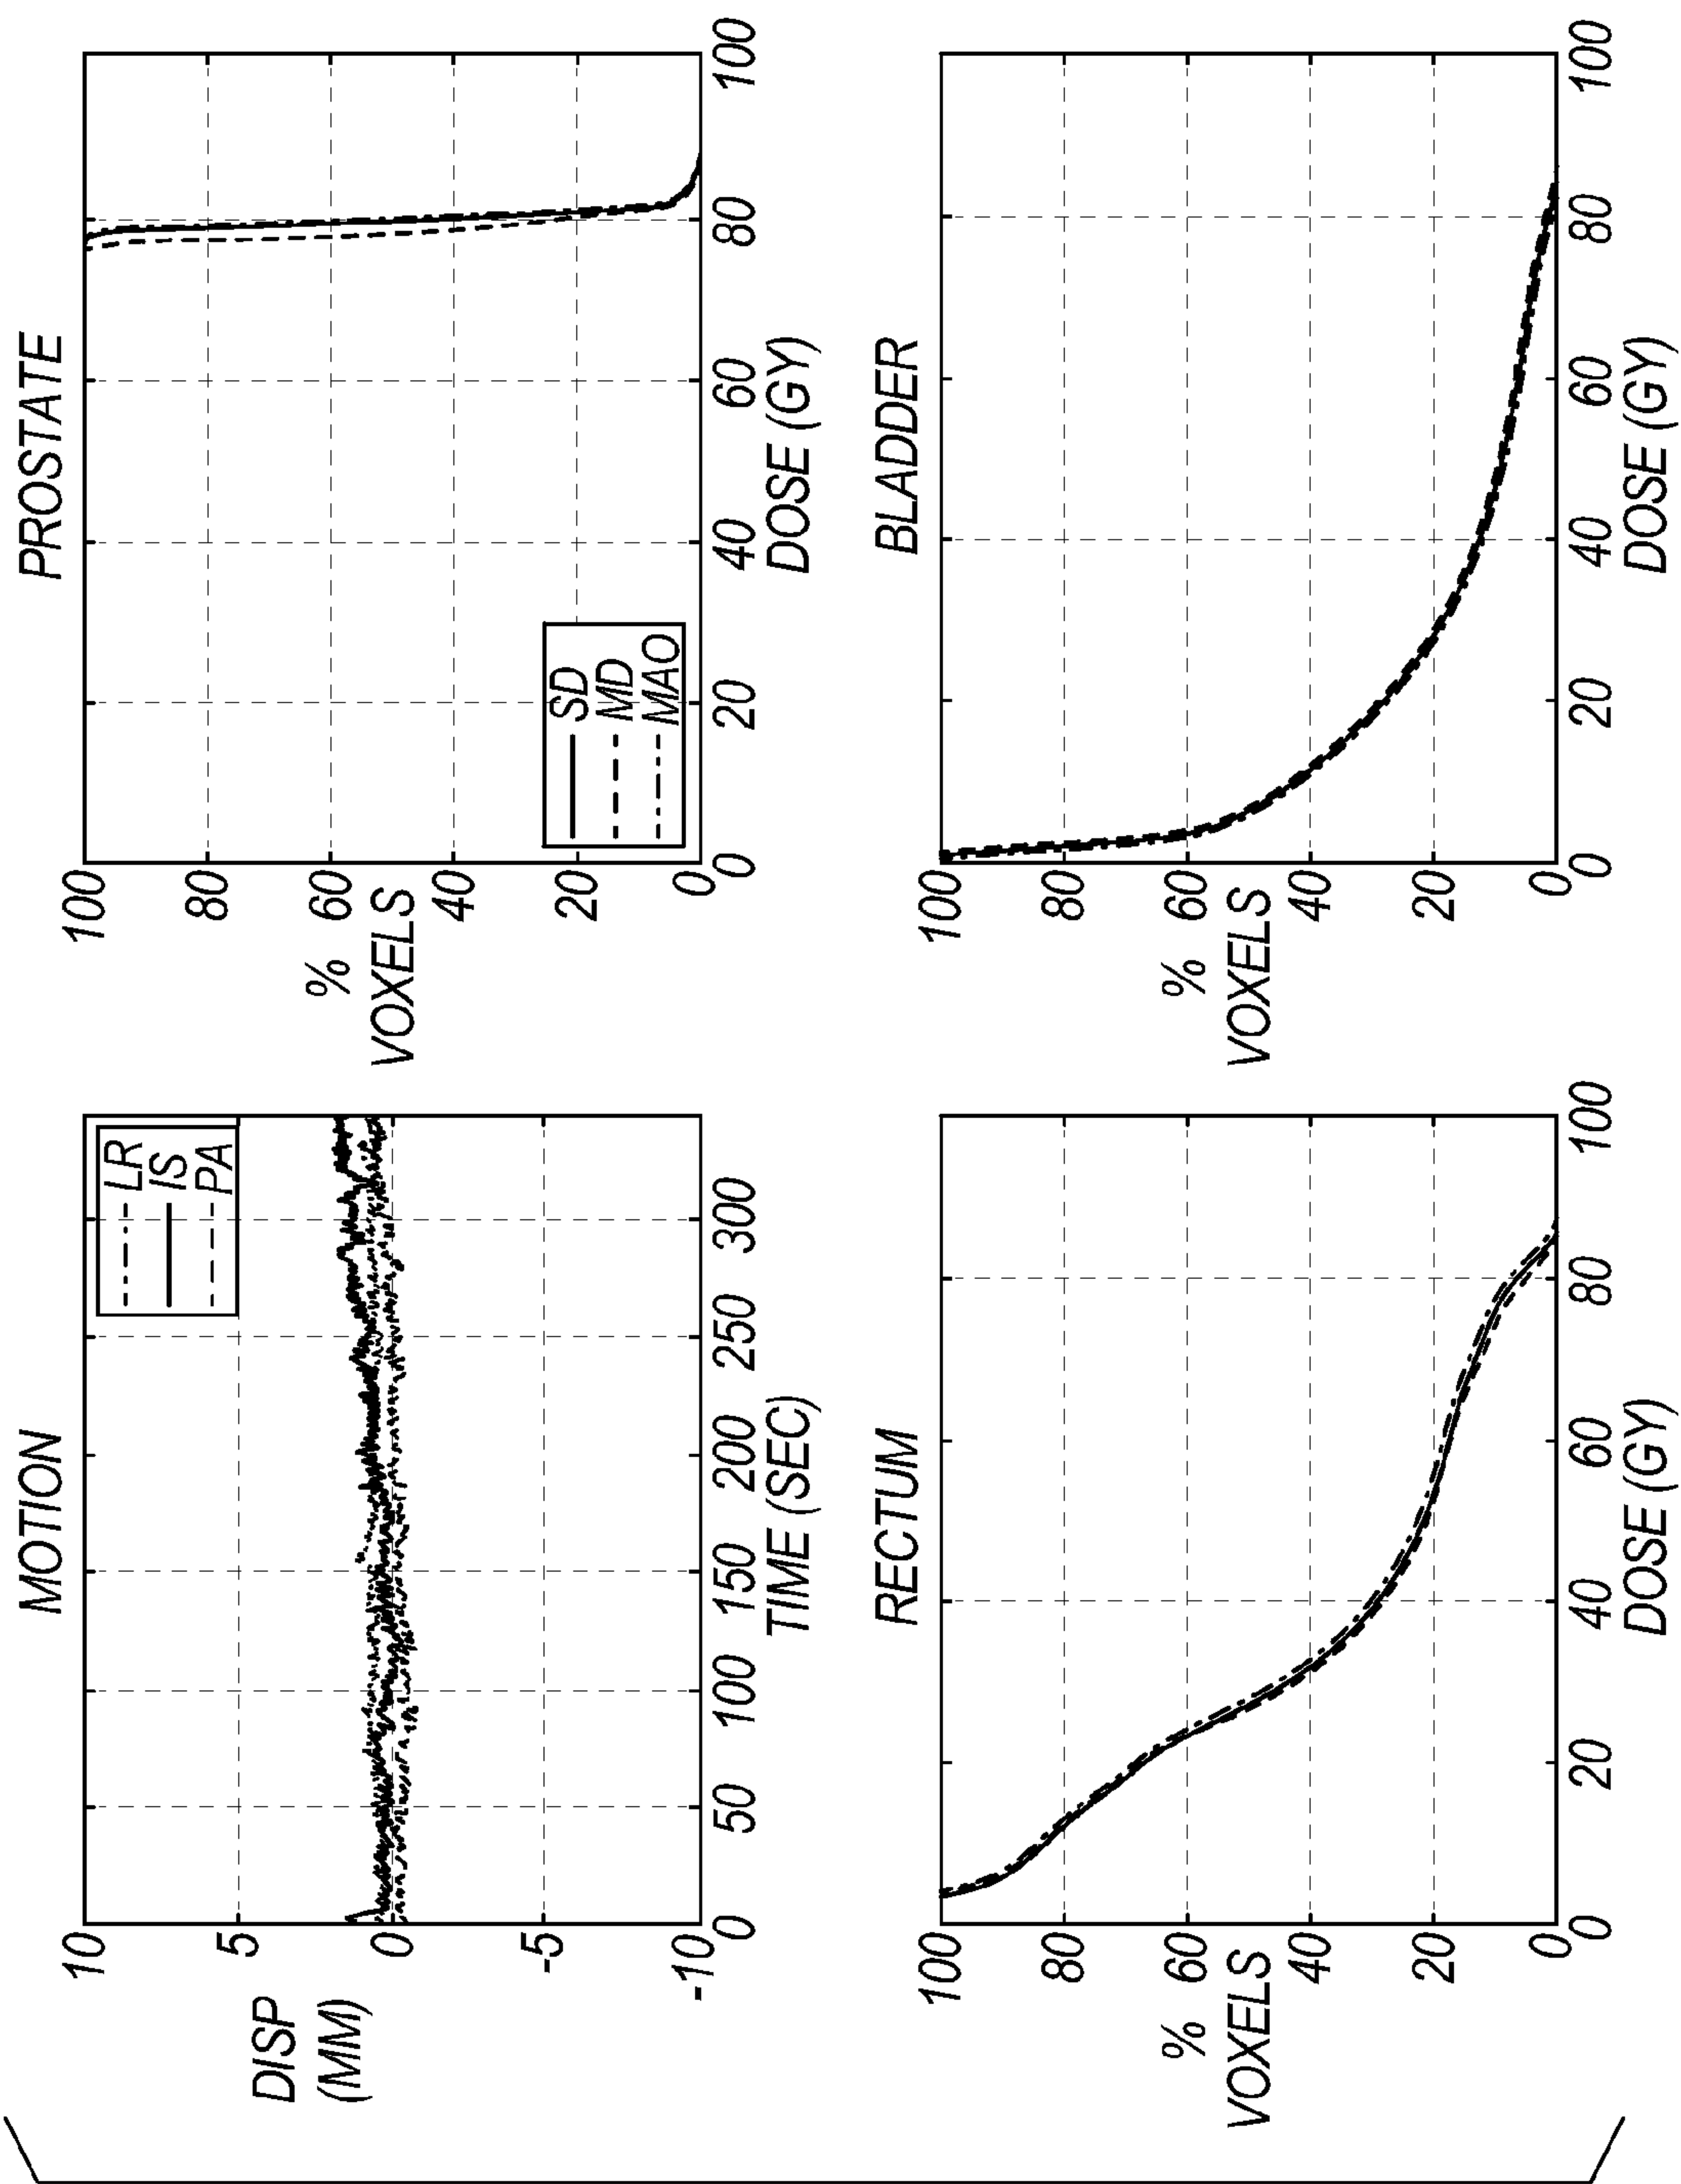 MOTION
10
5
0
-5
-10
DISP
(MM)
LR
IS
PA
0
50
100
150
200
250
300
TIME (SEC)
PROSTATE
100
80
60
40
20
0
%
VOXELS
SD
MD
MAO
0
20
40
60
80
100
DOSE (GY)
RECTUM
100
80
60
40
20
0
%
VOXELS
0
20
40
60
80
100
DOSE (GY)
BLADDER
100
80
60
40
20
0
%
VOXELS
0
20
40
60
80
100
DOSE (GY)